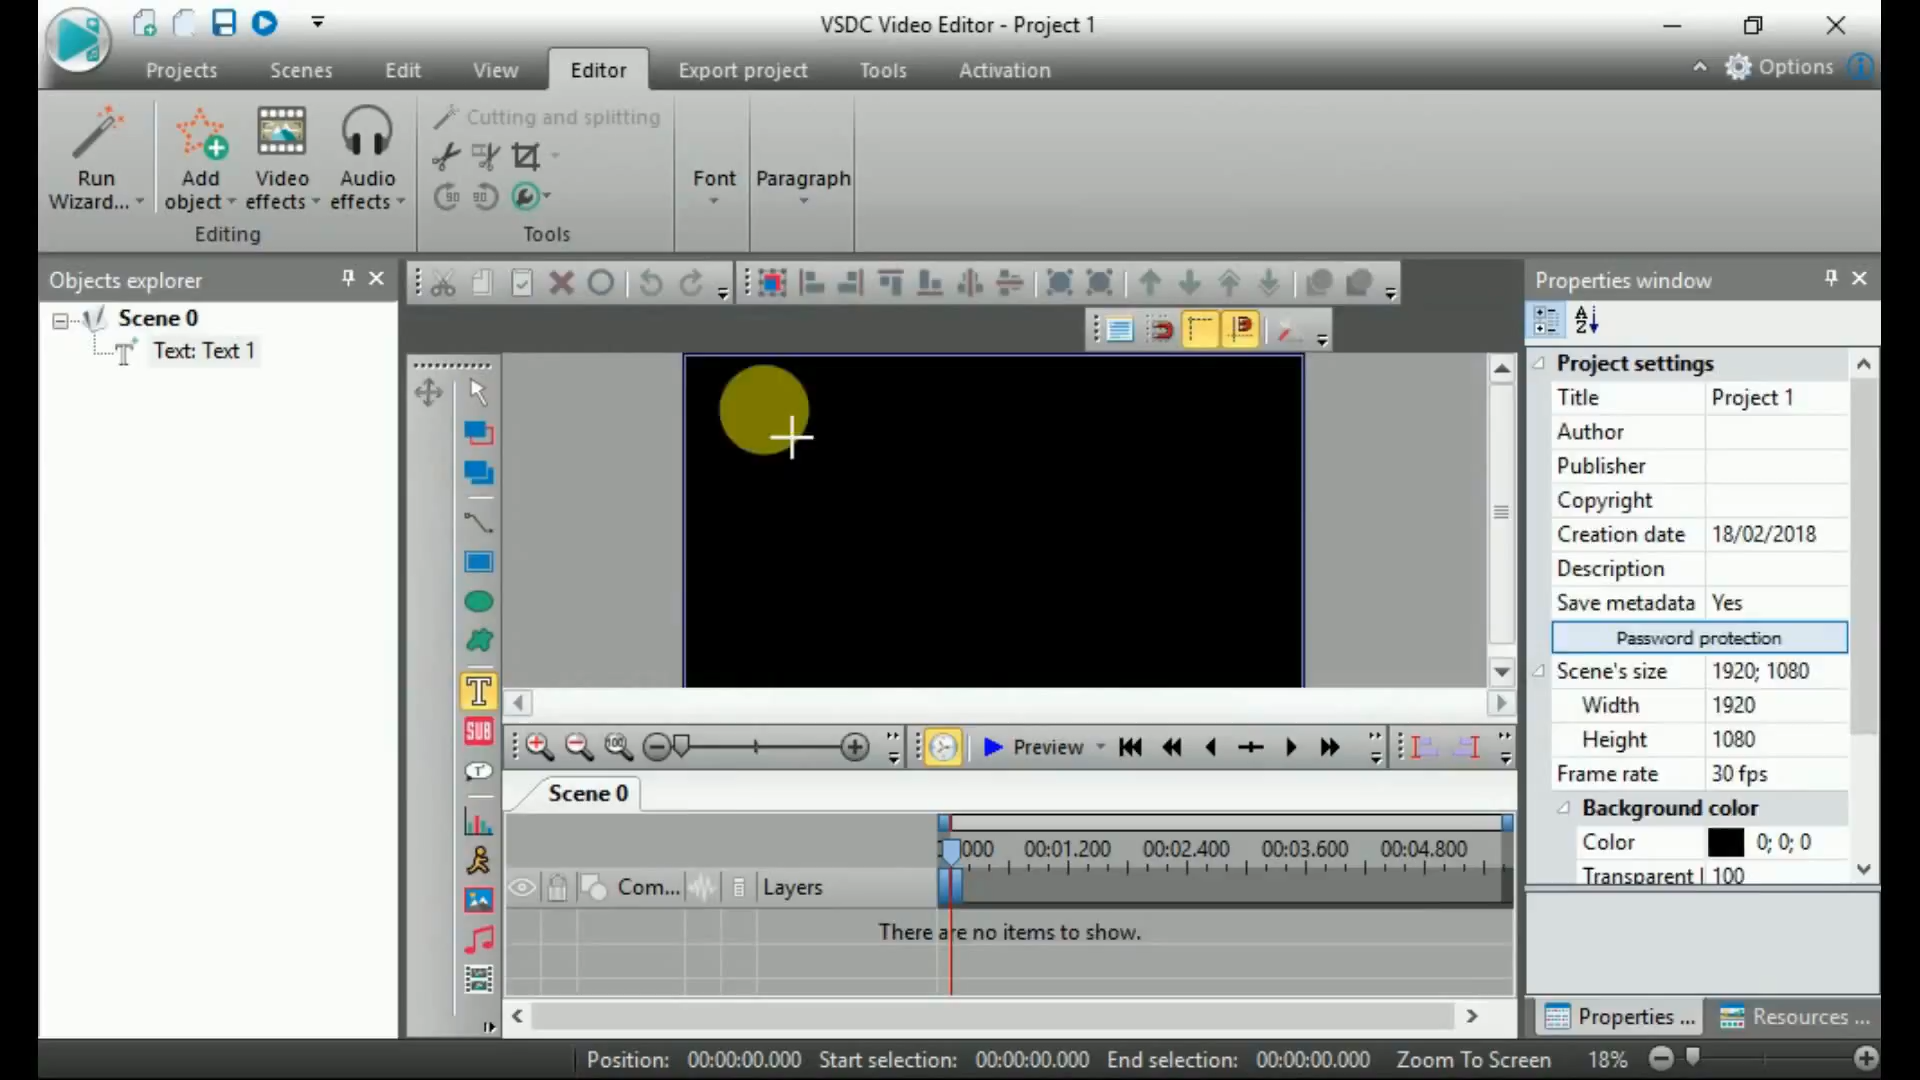 VSDC Video Editor - Project 1
Projects Scenes Edit View Editor Export project Tools Activation Options
Cutting and splitting
Run Wizard... Add object Video effects Audio effects
90 90
Font Paragraph
Editing Tools
Objects explorer
Scene 0
Text: Text 1
SUB
T
Properties window
Project settings
Title Project 1
Author
Publisher
Copyright
Creation date 18/02/2018
Description
Save metadata Yes
Password protection
Scene's size 1920; 1080
Width 1920
Height 1080
Frame rate 30 fps
Background color
Color 0; 0; 0
Transparent l 100
Properties ... Resources ...
100 Preview
Scene 0
000 00:01.200 00:02.400 00:03.600 00:04.800
Com... Layers
There are no items to show.
Position: 00:00:00.000 Start selection: 00:00:00.000 End selection: 00:00:00.000 Zoom To Screen 18%